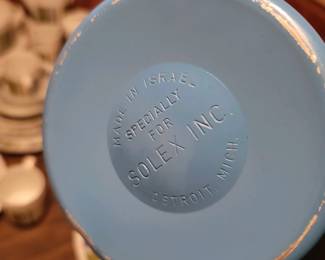 MADE IN ISRAEL
SPECIALLY
FOR
SOLEX INC.
DETROIT, MICH.